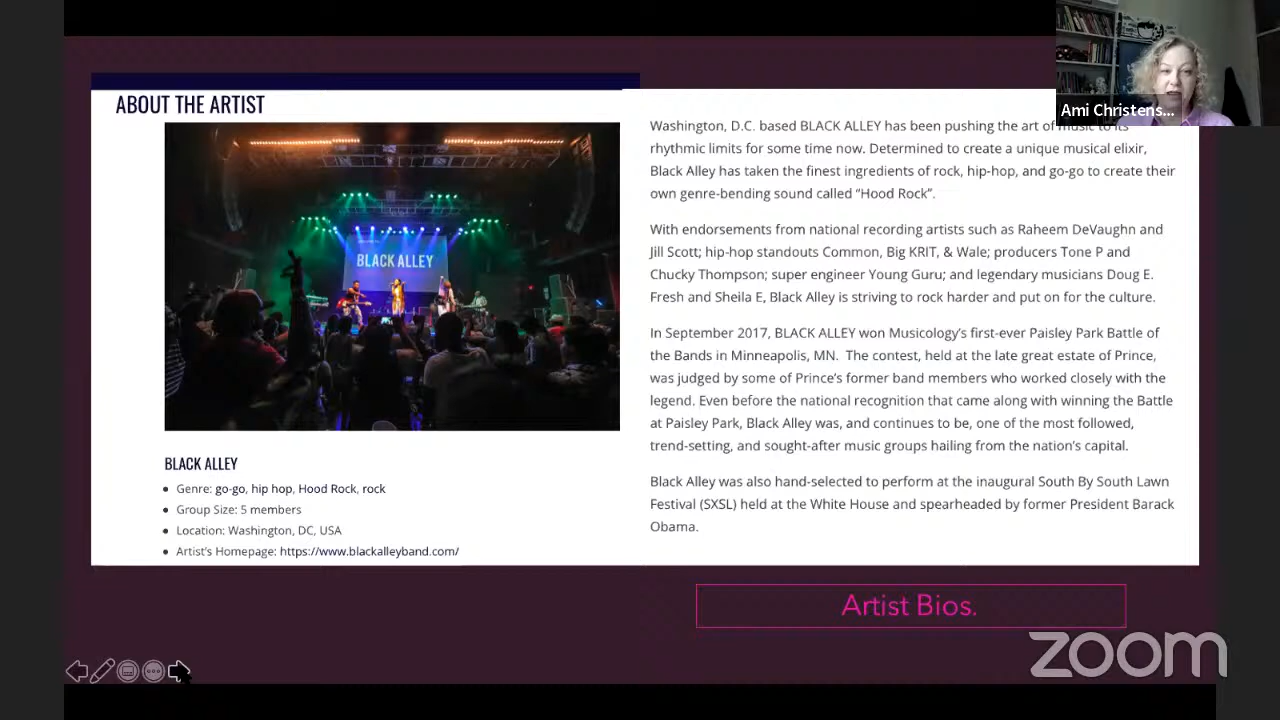 Ami Christens...
ABOUT THE ARTIST
BLACK ALLEY
BLACK ALLEY
Genre: go-go, hip hop, Hood Rock, rock
Group Size: 5 members
Location: Washington, DC, USA
Artist's Homepage: https://www.blackalleyband.com/
Washington, D.C. based BLACK ALLEY has been pushing the art of music to its
rhythmic limits for some time now. Determined to create a unique musical elixir,
Black Alley has taken the finest ingredients of rock, hip-hop, and go-go to create their
own genre-bending sound called “Hood Rock”.
With endorsements from national recording artists such as Raheem DeVaughn and
Jill Scott; hip-hop standouts Common, Big KRIT, & Wale; producers Tone P and
Chucky Thompson; super engineer Young Guru; and legendary musicians Doug E.
Fresh and Sheila E, Black Alley is striving to rock harder and put on for the culture.
In September 2017, BLACK ALLEY won Musicology’s first-ever Paisley Park Battle of
the Bands in Minneapolis, MN. The contest, held at the late great estate of Prince,
was judged by some of Prince’s former band members who worked closely with the
legend. Even before the national recognition that came along with winning the Battle
at Paisley Park, Black Alley was, and continues to be, one of the most followed,
trend-setting, and sought-after music groups hailing from the nation’s capital.
Black Alley was also hand-selected to perform at the inaugural South By South Lawn
Festival (SXSL) held at the White House and spearheaded by former President Barack
Obama.
Artist Bios.
zoom